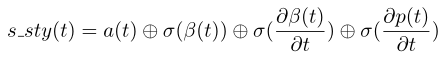 s_sty(t) = a(t) ⊕ σ(β(t)) ⊕ σ(∂β(t)/∂t) ⊕ σ(∂p(t)/∂t)